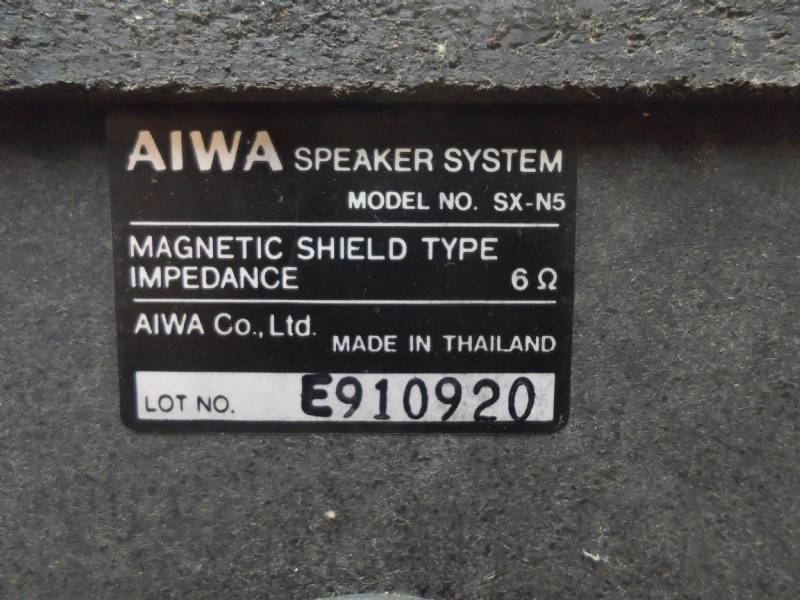 AIWA SPEAKER SYSTEM
MODEL NO. SX-N5
MAGNETIC SHIELD TYPE
IMPEDANCE 6 Ω
AIWA Co., Ltd.
MADE IN THAILAND
LOT NO. E910920